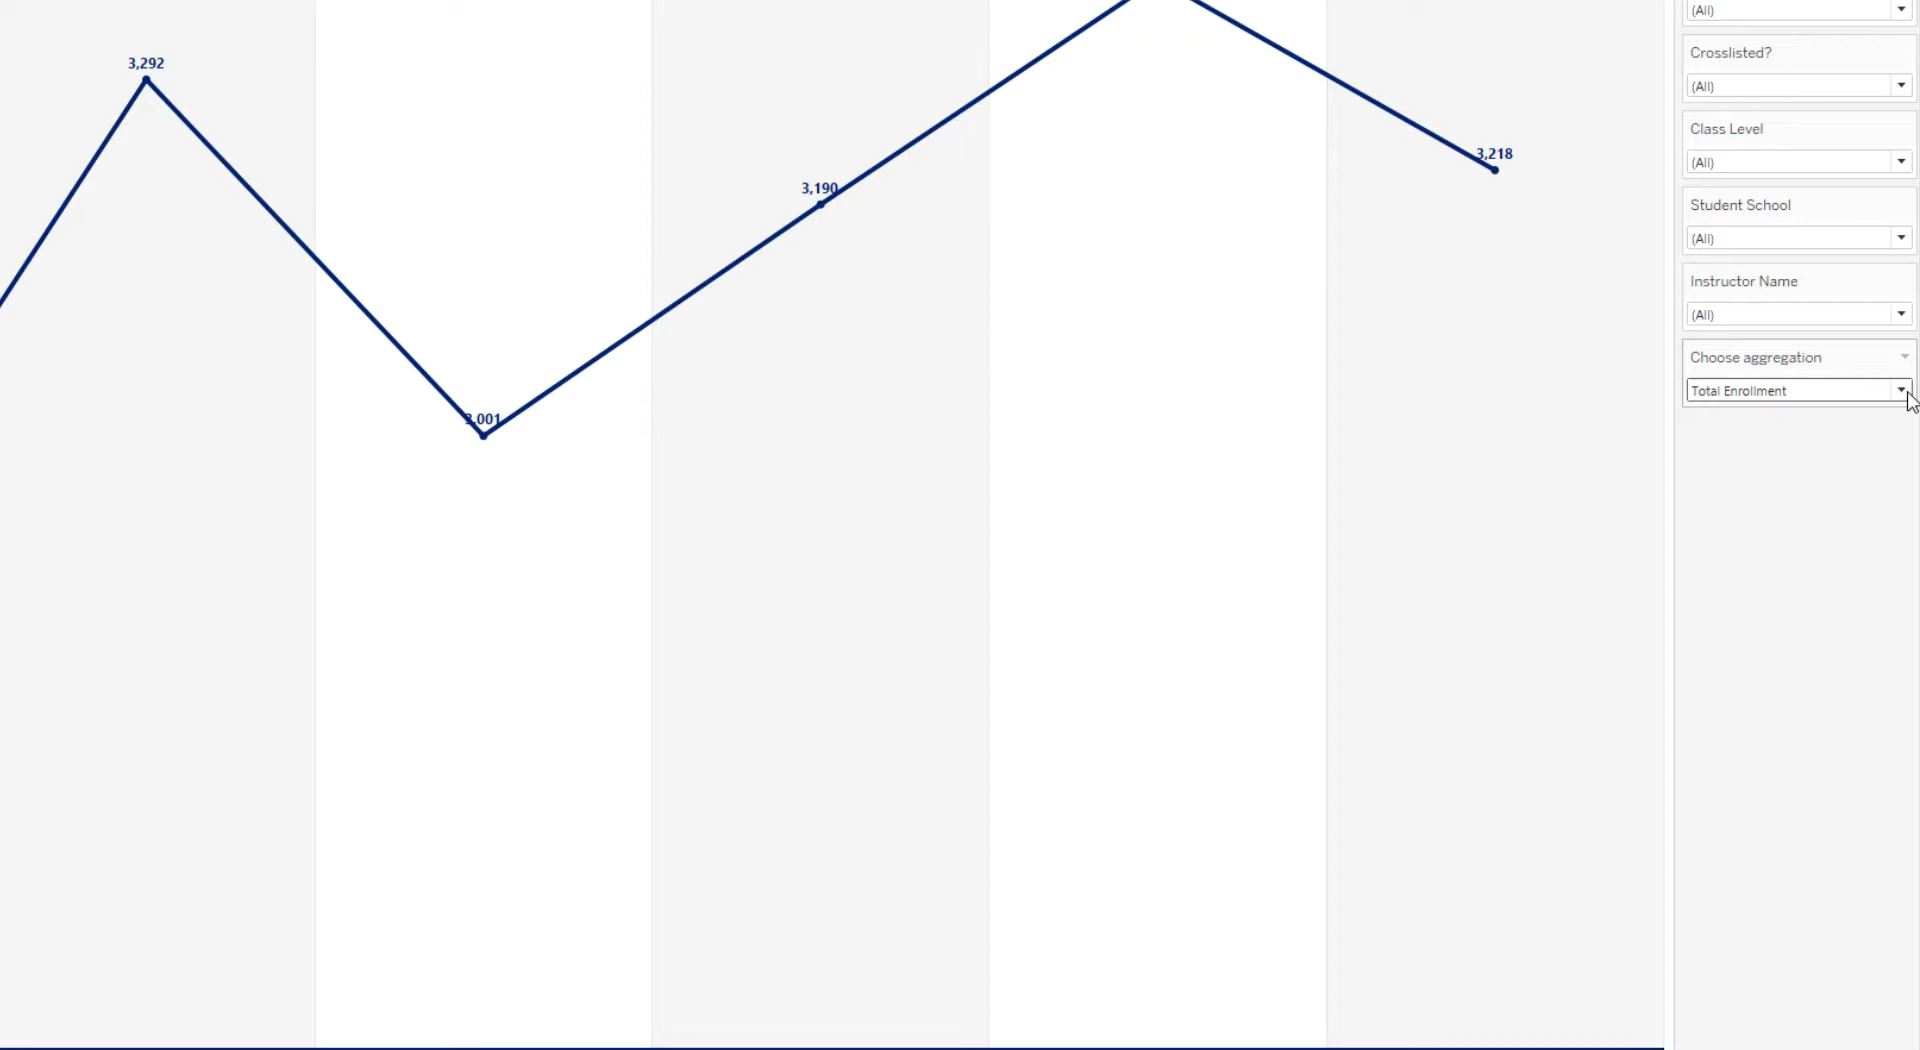 3,292
3,218
3,190
3,001
(All)
Crosslisted?
(All)
Class Level
(All)
Student School
(All)
Instructor Name
(All)
Choose aggregation
Total Enrollment